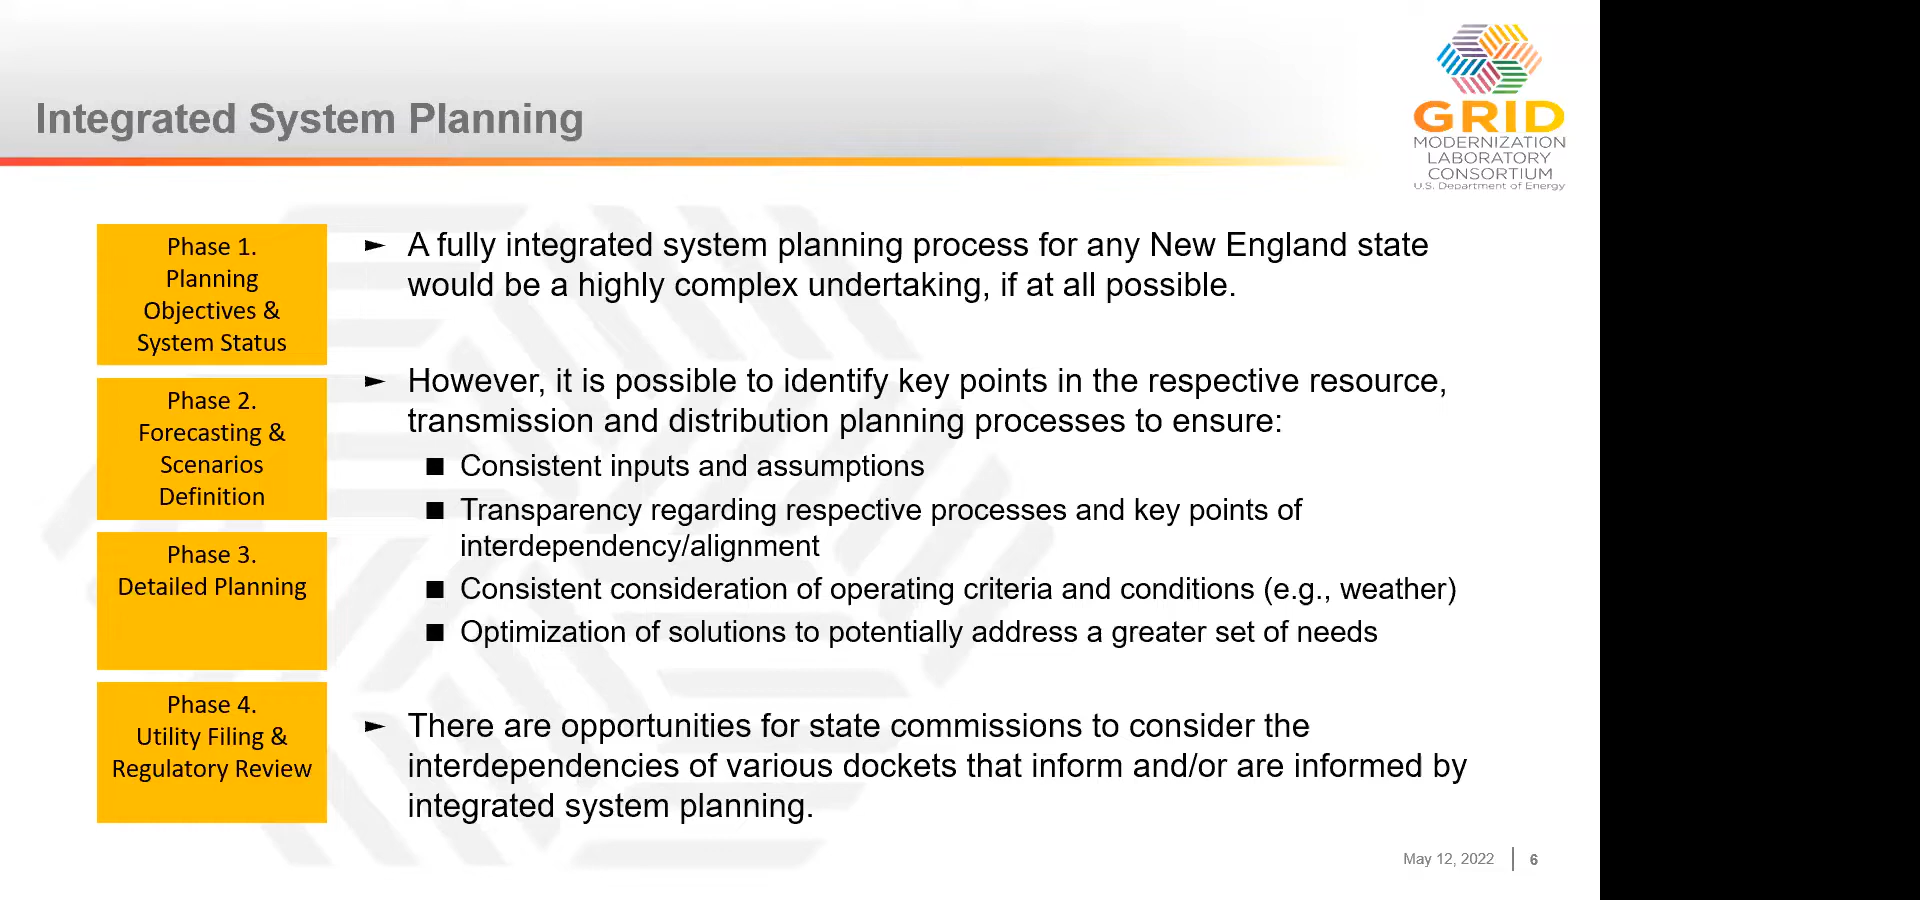 Integrated System Planning
GRID
MODERNIZATION
LABORATORY
CONSORTIUM
U.S. Department of Energy
Phase 1.
Planning
Objectives &
System Status
Phase 2.
Forecasting &
Scenarios
Definition
Phase 3.
Detailed Planning
Phase 4.
Utility Filing &
Regulatory Review
► A fully integrated system planning process for any New England state
would be a highly complex undertaking, if at all possible.
► However, it is possible to identify key points in the respective resource,
transmission and distribution planning processes to ensure:
■ Consistent inputs and assumptions
■ Transparency regarding respective processes and key points of
interdependency/alignment
■ Consistent consideration of operating criteria and conditions (e.g., weather)
■ Optimization of solutions to potentially address a greater set of needs
► There are opportunities for state commissions to consider the
interdependencies of various dockets that inform and/or are informed by
integrated system planning.
May 12, 2022 | 6